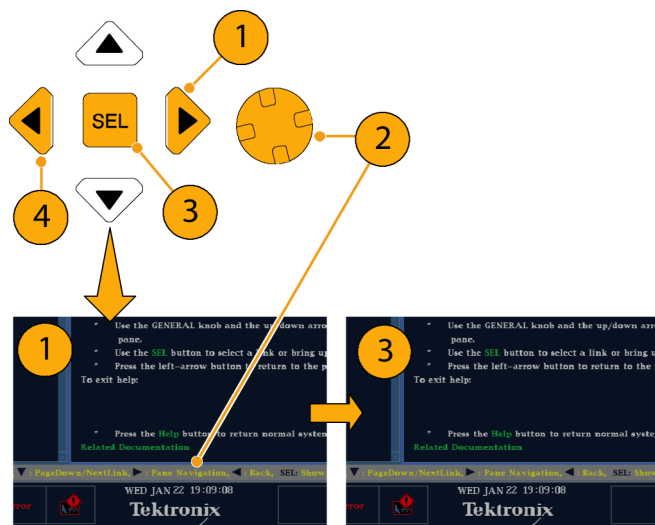 1
SEL
2
4
3
1
" Use the GENERAL knob and the up/down arro
pane.
" Use the SEL button to select a link or bring up
" Press the left-arrow button to return to the p
To exit help:
" Press the Help button to return normal system
Related Documentation
▼: PageDown/NextLink, ►: Pane Navigation, ◄: Back, SEL: Show
rror
WED JAN 22 19:09:08
Tektronix
3
" Use the GENERAL knob and the up/down arr
pane.
" Use the SEL button to select a link or bring u
" Press the left-arrow button to return to the
To exit help:
" Press the Help button to return normal syste
Related Documentation
▼: PageDown/NextLink, ►: Pane Navigation, ◄: Back, SEL: Show
rror
WED JAN 22 19:09:08
Tektronix